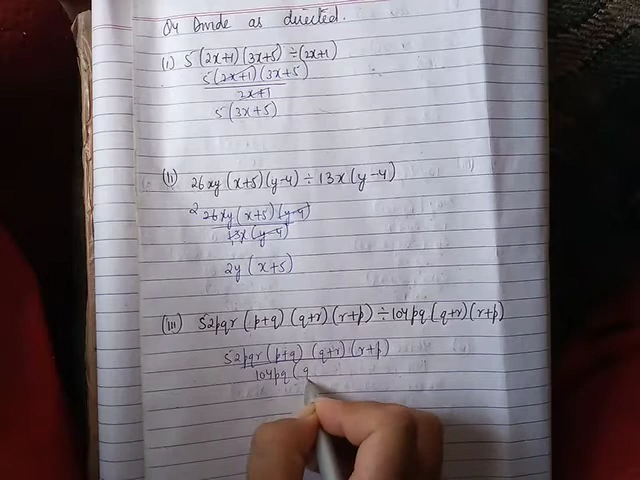 Q4 Divide as directed.
(i) 5(2x+1)(3x+5) ÷ (2x+1)
5(2x+1)(3x+5)
2x+1
5(3x+5)
(ii) 26xy(x+5)(y-4) ÷ 13x(y-4)
2 26xy(x+5)(y-4)
13x(y-4)
2y(x+5)
(iii) 52pqr(p+q)(q+r)(r+p) ÷ 104pq(q+r)(r+p)
52pqr(p+q)(q+r)(r+p)
104pq(q